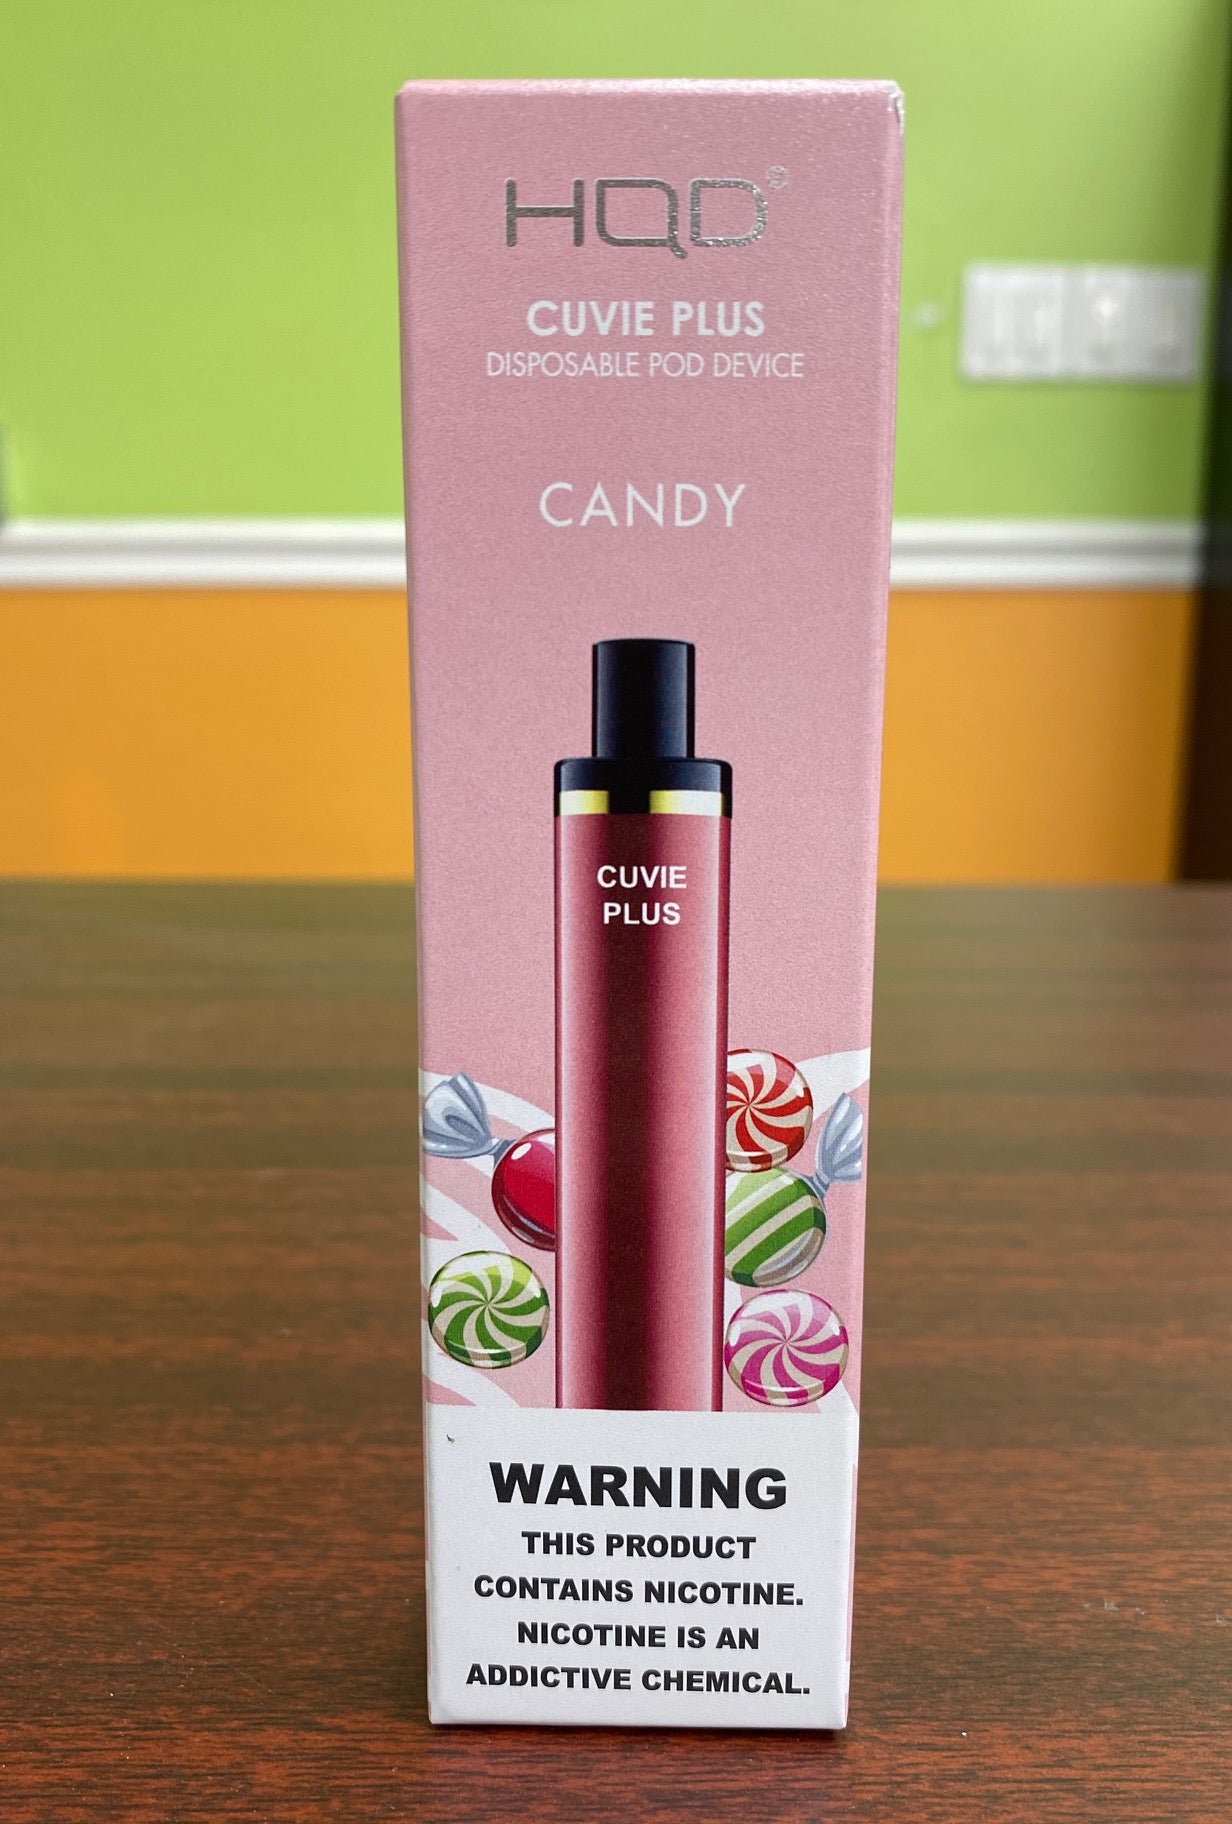 HQD®
CUVIE PLUS
DISPOSABLE POD DEVICE
CANDY
CUVIE
PLUS
WARNING
THIS PRODUCT
CONTAINS NICOTINE.
NICOTINE IS AN
ADDICTIVE CHEMICAL.